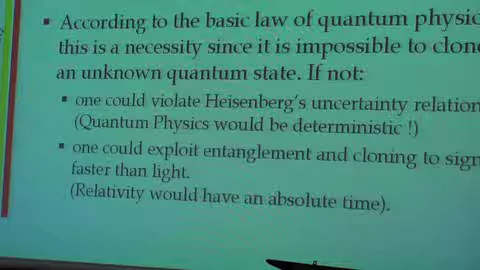 ▪ According to the basic law of quantum physic
this is a necessity since it is impossible to clone
an unknown quantum state. If not:
▪ one could violate Heisenberg's uncertainty relation
(Quantum Physics would be deterministic !)
▪ one could exploit entanglement and cloning to sign
faster than light.
(Relativity would have an absolute time).